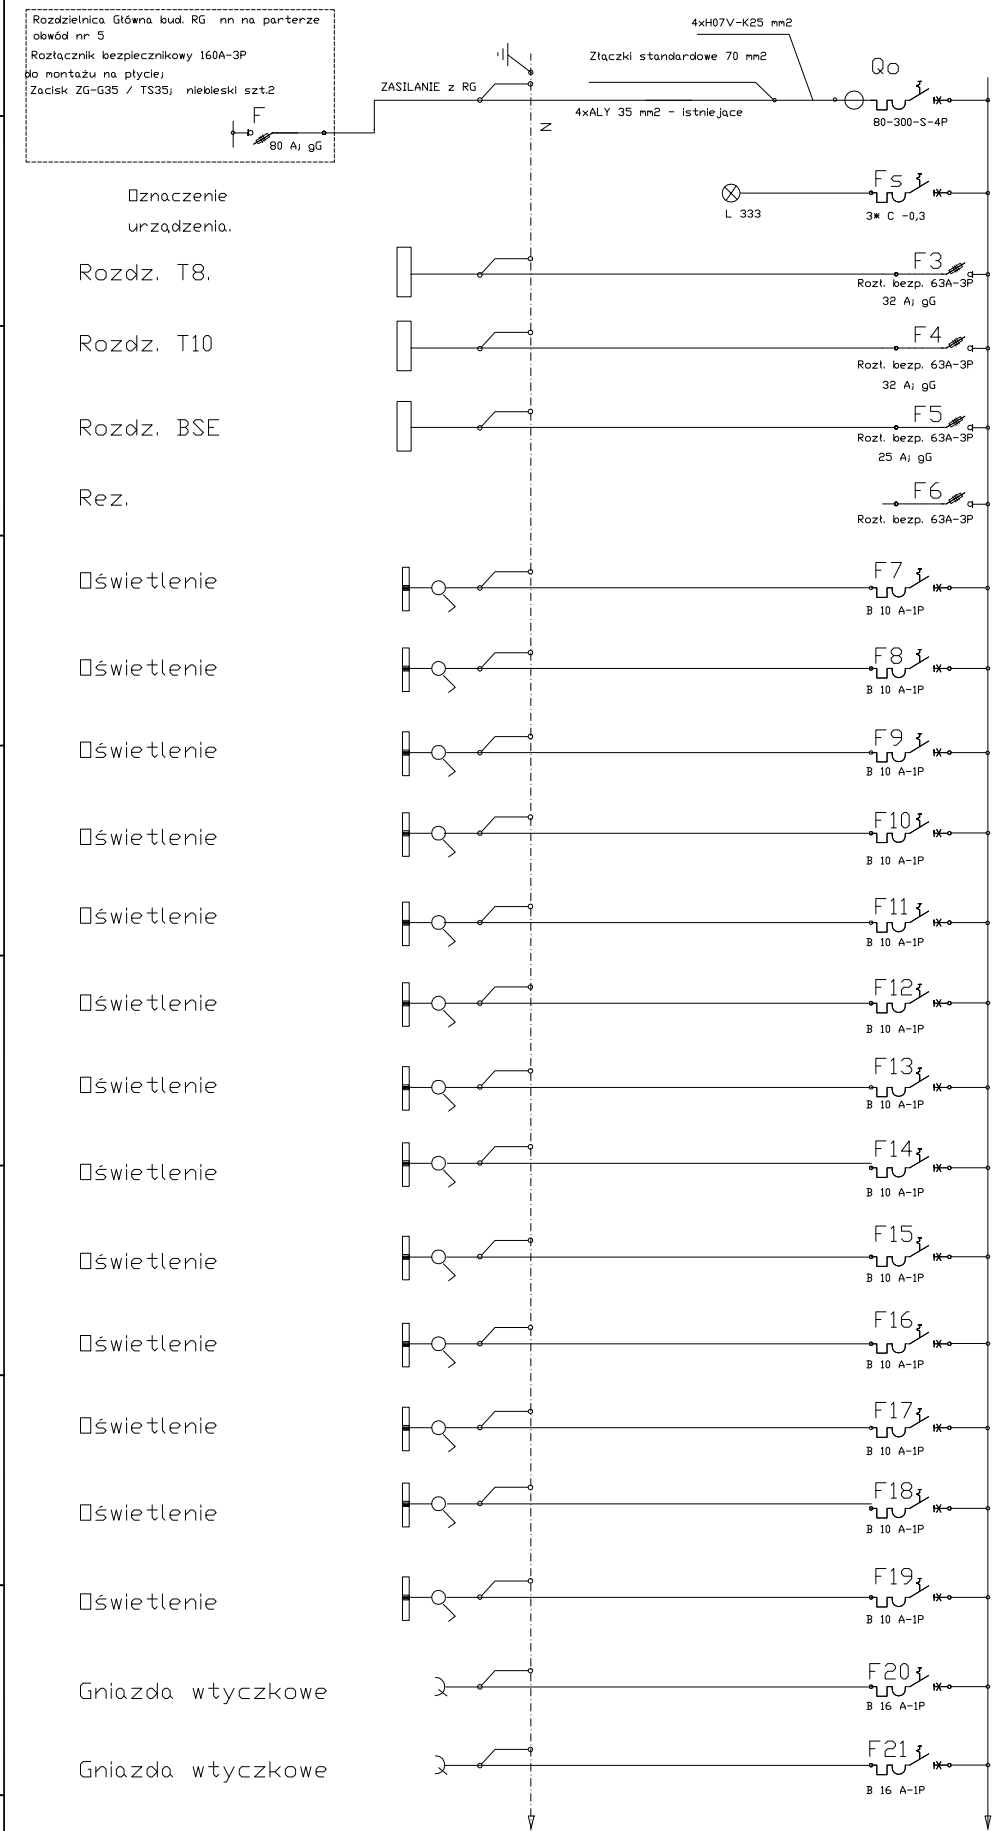 Rozdzielnica Główna bud. RG nn na parterze
obwód nr 5
Rozłącznik bezpiecznikowy 160A-3P
do montażu na płycie;
Zacisk ZG-G35 / TS35; niebieski szt.2
F
80 A; gG
ZASILANIE z RG
4xH07V-K25 mm2
Złączki standardowe 70 mm2
4xALY 35 mm2 - istniejące
N
Qo
80-300-S-4P
Oznaczenie
urządzenia.
L 333
Fs
3* C -0,3
Rozdz. T8.
F3
Rozł. bezp. 63A-3P
32 A; gG
Rozdz. T10
F4
Rozł. bezp. 63A-3P
32 A; gG
Rozdz. BSE
F5
Rozł. bezp. 63A-3P
25 A; gG
Rez.
F6
Rozł. bezp. 63A-3P
Oświetlenie
F7
B 10 A-1P
Oświetlenie
F8
B 10 A-1P
Oświetlenie
F9
B 10 A-1P
Oświetlenie
F10
B 10 A-1P
Oświetlenie
F11
B 10 A-1P
Oświetlenie
F12
B 10 A-1P
Oświetlenie
F13
B 10 A-1P
Oświetlenie
F14
B 10 A-1P
Oświetlenie
F15
B 10 A-1P
Oświetlenie
F16
B 10 A-1P
Oświetlenie
F17
B 10 A-1P
Oświetlenie
F18
B 10 A-1P
Oświetlenie
F19
B 10 A-1P
Gniazda wtyczkowe
F20
B 16 A-1P
Gniazda wtyczkowe
F21
B 16 A-1P